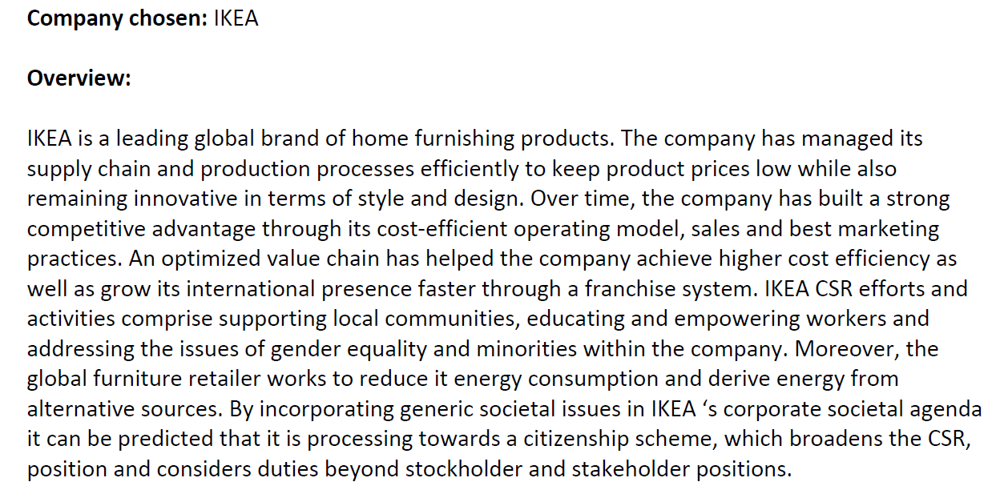 Company chosen: IKEA
Overview:
IKEA is a leading global brand of home furnishing products. The company has managed its
supply chain and production processes efficiently to keep product prices low while also
remaining innovative in terms of style and design. Over time, the company has built a strong
competitive advantage through its cost-efficient operating model, sales and best marketing
practices. An optimized value chain has helped the company achieve higher cost efficiency as
well as grow its international presence faster through a franchise system. IKEA CSR efforts and
activities comprise supporting local communities, educating and empowering workers and
addressing the issues of gender equality and minorities within the company. Moreover, the
global furniture retailer works to reduce it energy consumption and derive energy from
alternative sources. By incorporating generic societal issues in IKEA ‘s corporate societal agenda
it can be predicted that it is processing towards a citizenship scheme, which broadens the CSR,
position and considers duties beyond stockholder and stakeholder positions.